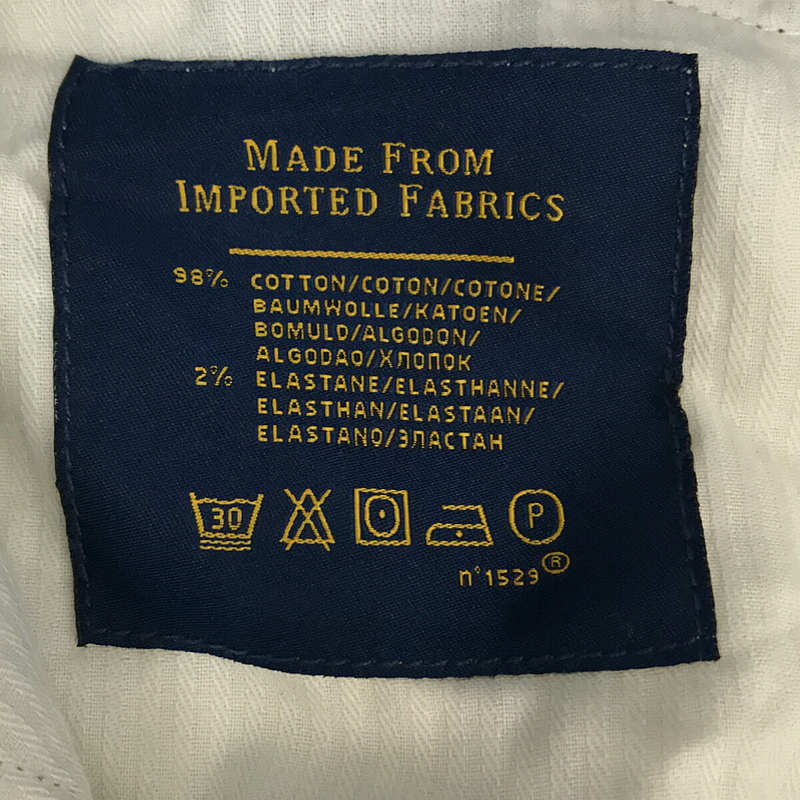 MADE FROM
IMPORTED FABRICS
98% COTTON/COTON/COTONE/
BAUMWOLLE/KATOEN/
BOMULD/ALGODON/
ALGODAO/ХЛОПОК
2% ELASTANE/ELASTHANNE/
ELASTHAN/ELASTAAN/
ELASTANO/ЭЛАСТАН
30 P
n°1529®